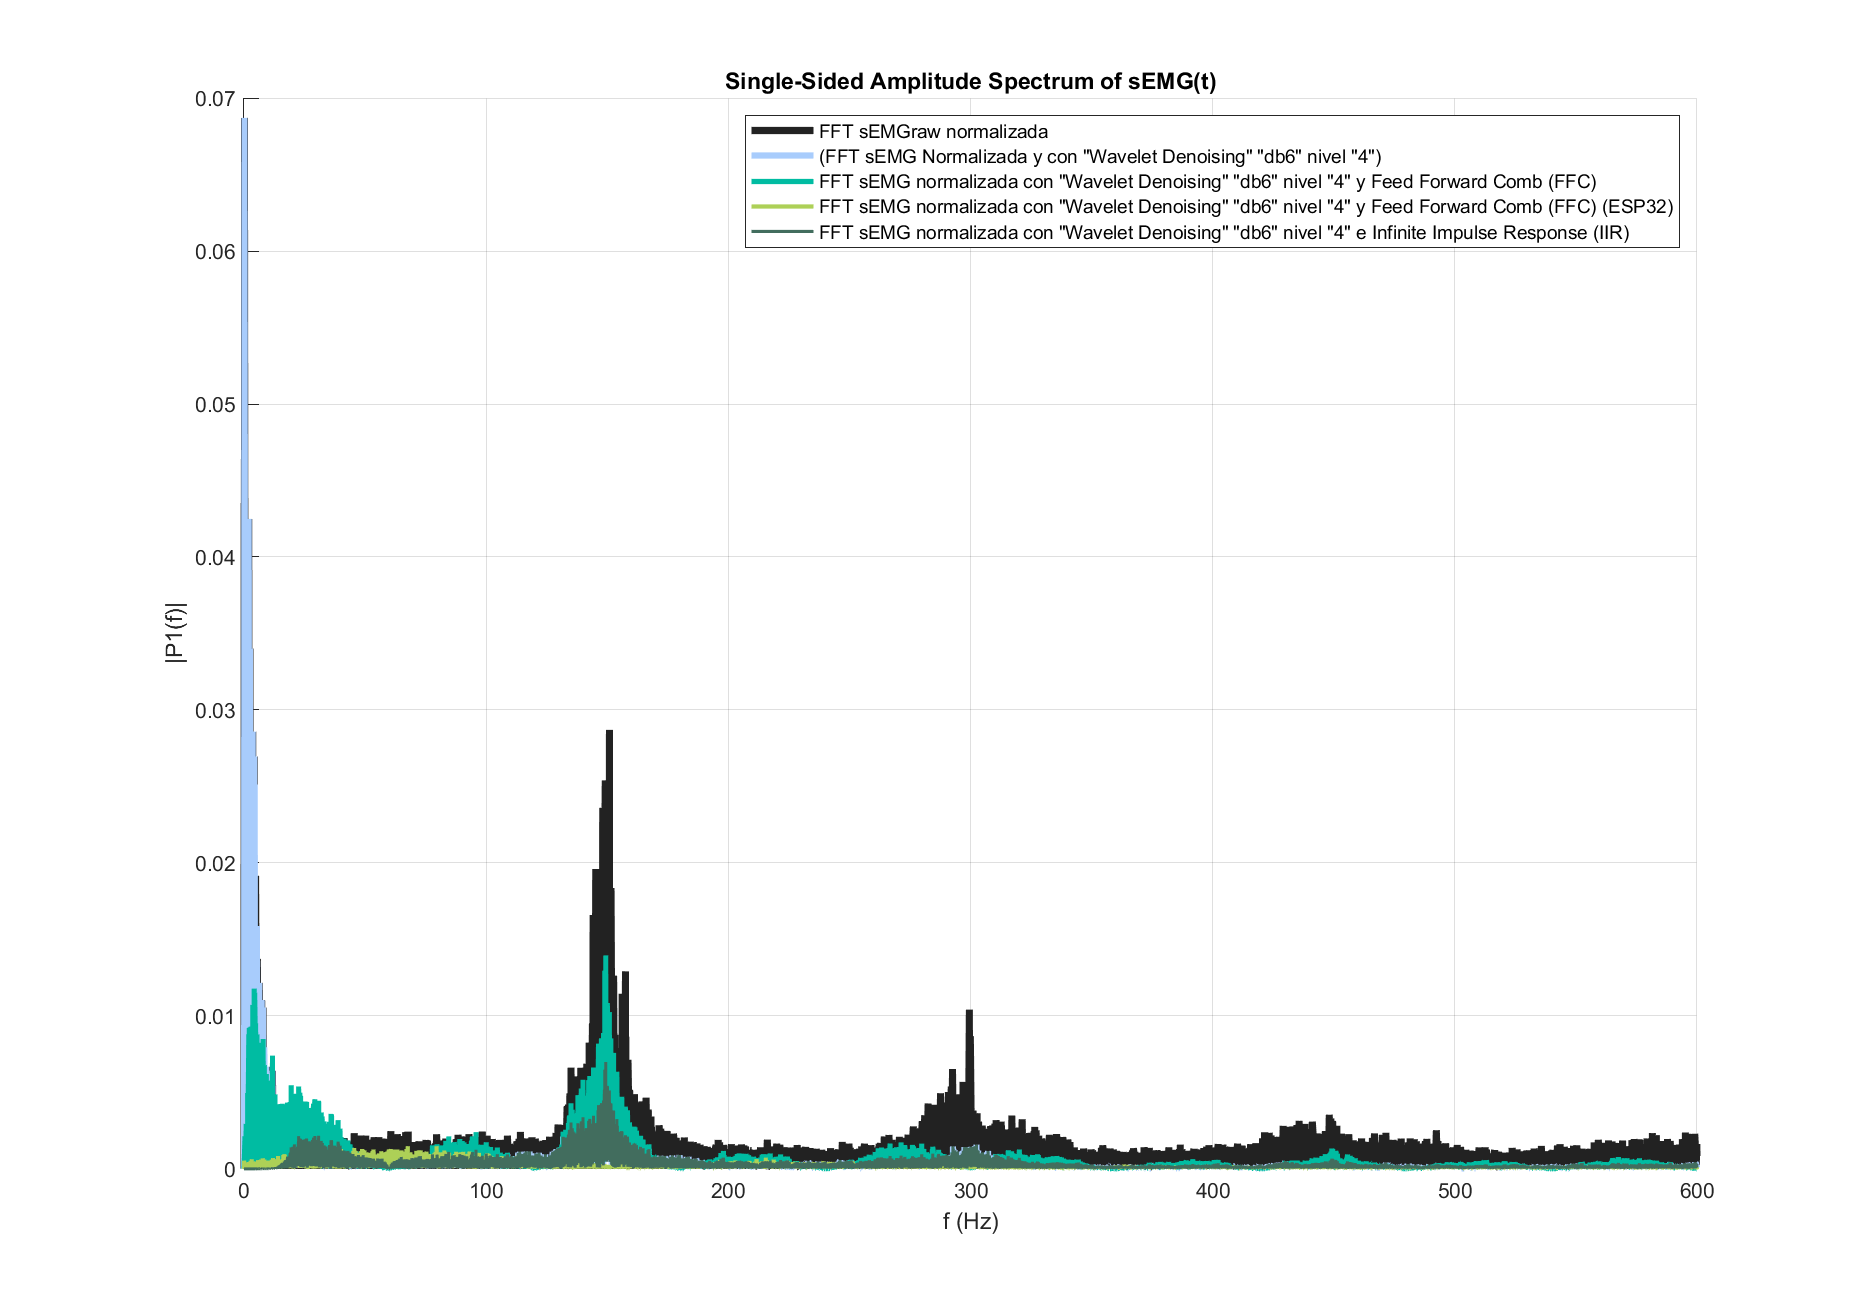 Single-Sided Amplitude Spectrum of sEMG(t)
FFT sEMGraw normalizada
(FFT sEMG Normalizada y con "Wavelet Denoising" "db6" nivel "4")
FFT sEMG normalizada con "Wavelet Denoising" "db6" nivel "4" y Feed Forward Comb (FFC)
FFT sEMG normalizada con "Wavelet Denoising" "db6" nivel "4" y Feed Forward Comb (FFC) (ESP32)
FFT sEMG normalizada con "Wavelet Denoising" "db6" nivel "4" e Infinite Impulse Response (IIR)
0.07
0.06
0.05
0.04
0.03
0.02
0.01
0
|P1(f)|
0 100 200 300 400 500 600
f (Hz)